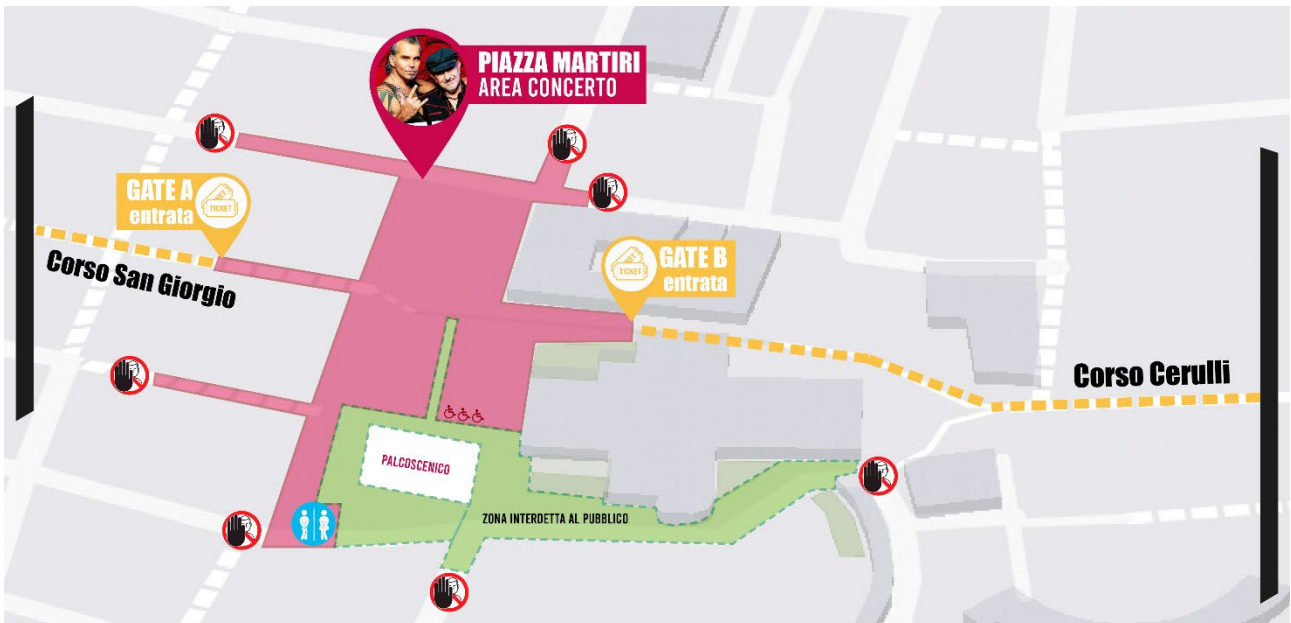 PIAZZA MARTIRI
AREA CONCERTO
GATE A
entrata
TICKET
Corso San Giorgio
GATE B
entrata
TICKET
Corso Cerulli
PALCOSCENICO
ZONA INTERDETTA AL PUBBLICO